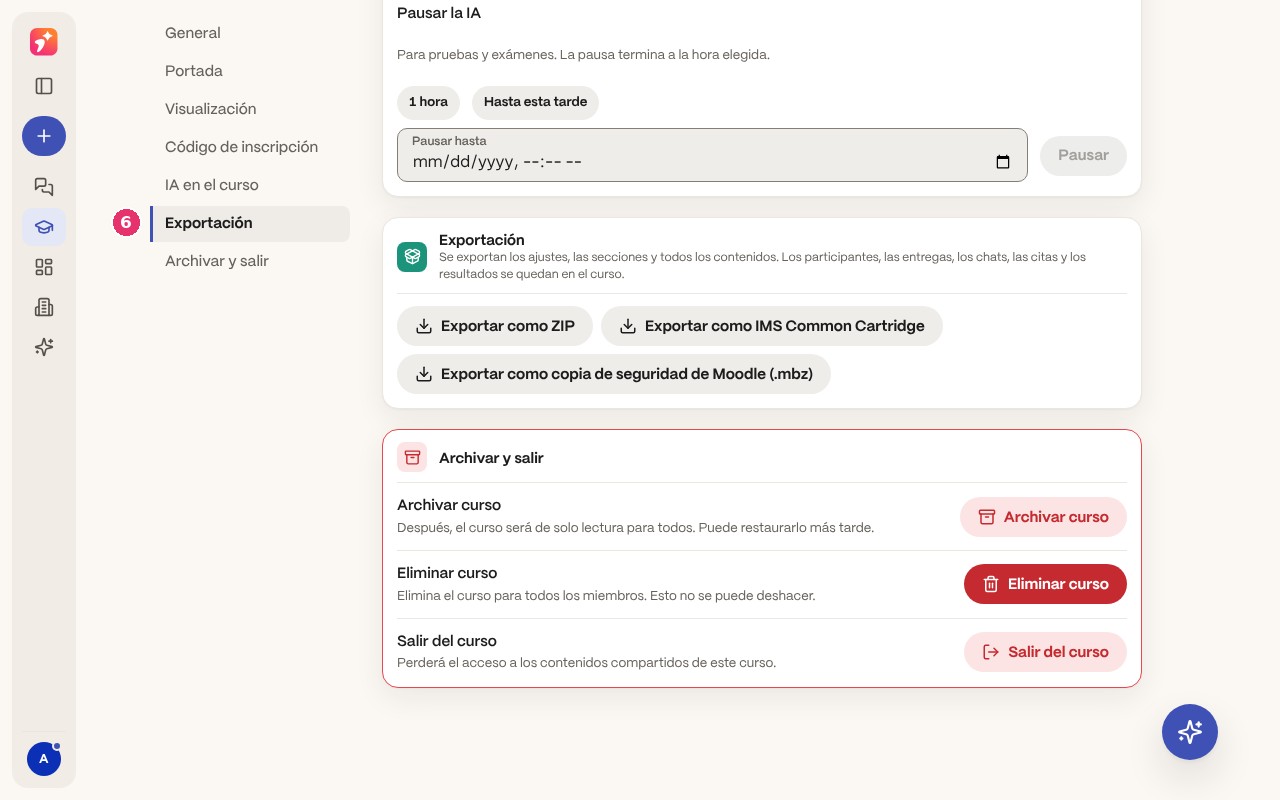 General
Portada
Visualización
Código de inscripción
IA en el curso
6
Exportación
Archivar y salir
Pausar la IA
Para pruebas y exámenes. La pausa termina a la hora elegida.
1 hora
Hasta esta tarde
Pausar hasta
mm/dd/yyyy, --:-- --
Pausar
Exportación
Se exportan los ajustes, las secciones y todos los contenidos. Los participantes, las entregas, los chats, las citas y los
resultados se quedan en el curso.
Exportar como ZIP
Exportar como IMS Common Cartridge
Exportar como copia de seguridad de Moodle (.mbz)
Archivar y salir
Archivar curso
Después, el curso será de solo lectura para todos. Puede restaurarlo más tarde.
Archivar curso
Eliminar curso
Elimina el curso para todos los miembros. Esto no se puede deshacer.
Eliminar curso
Salir del curso
Perderá el acceso a los contenidos compartidos de este curso.
Salir del curso
A